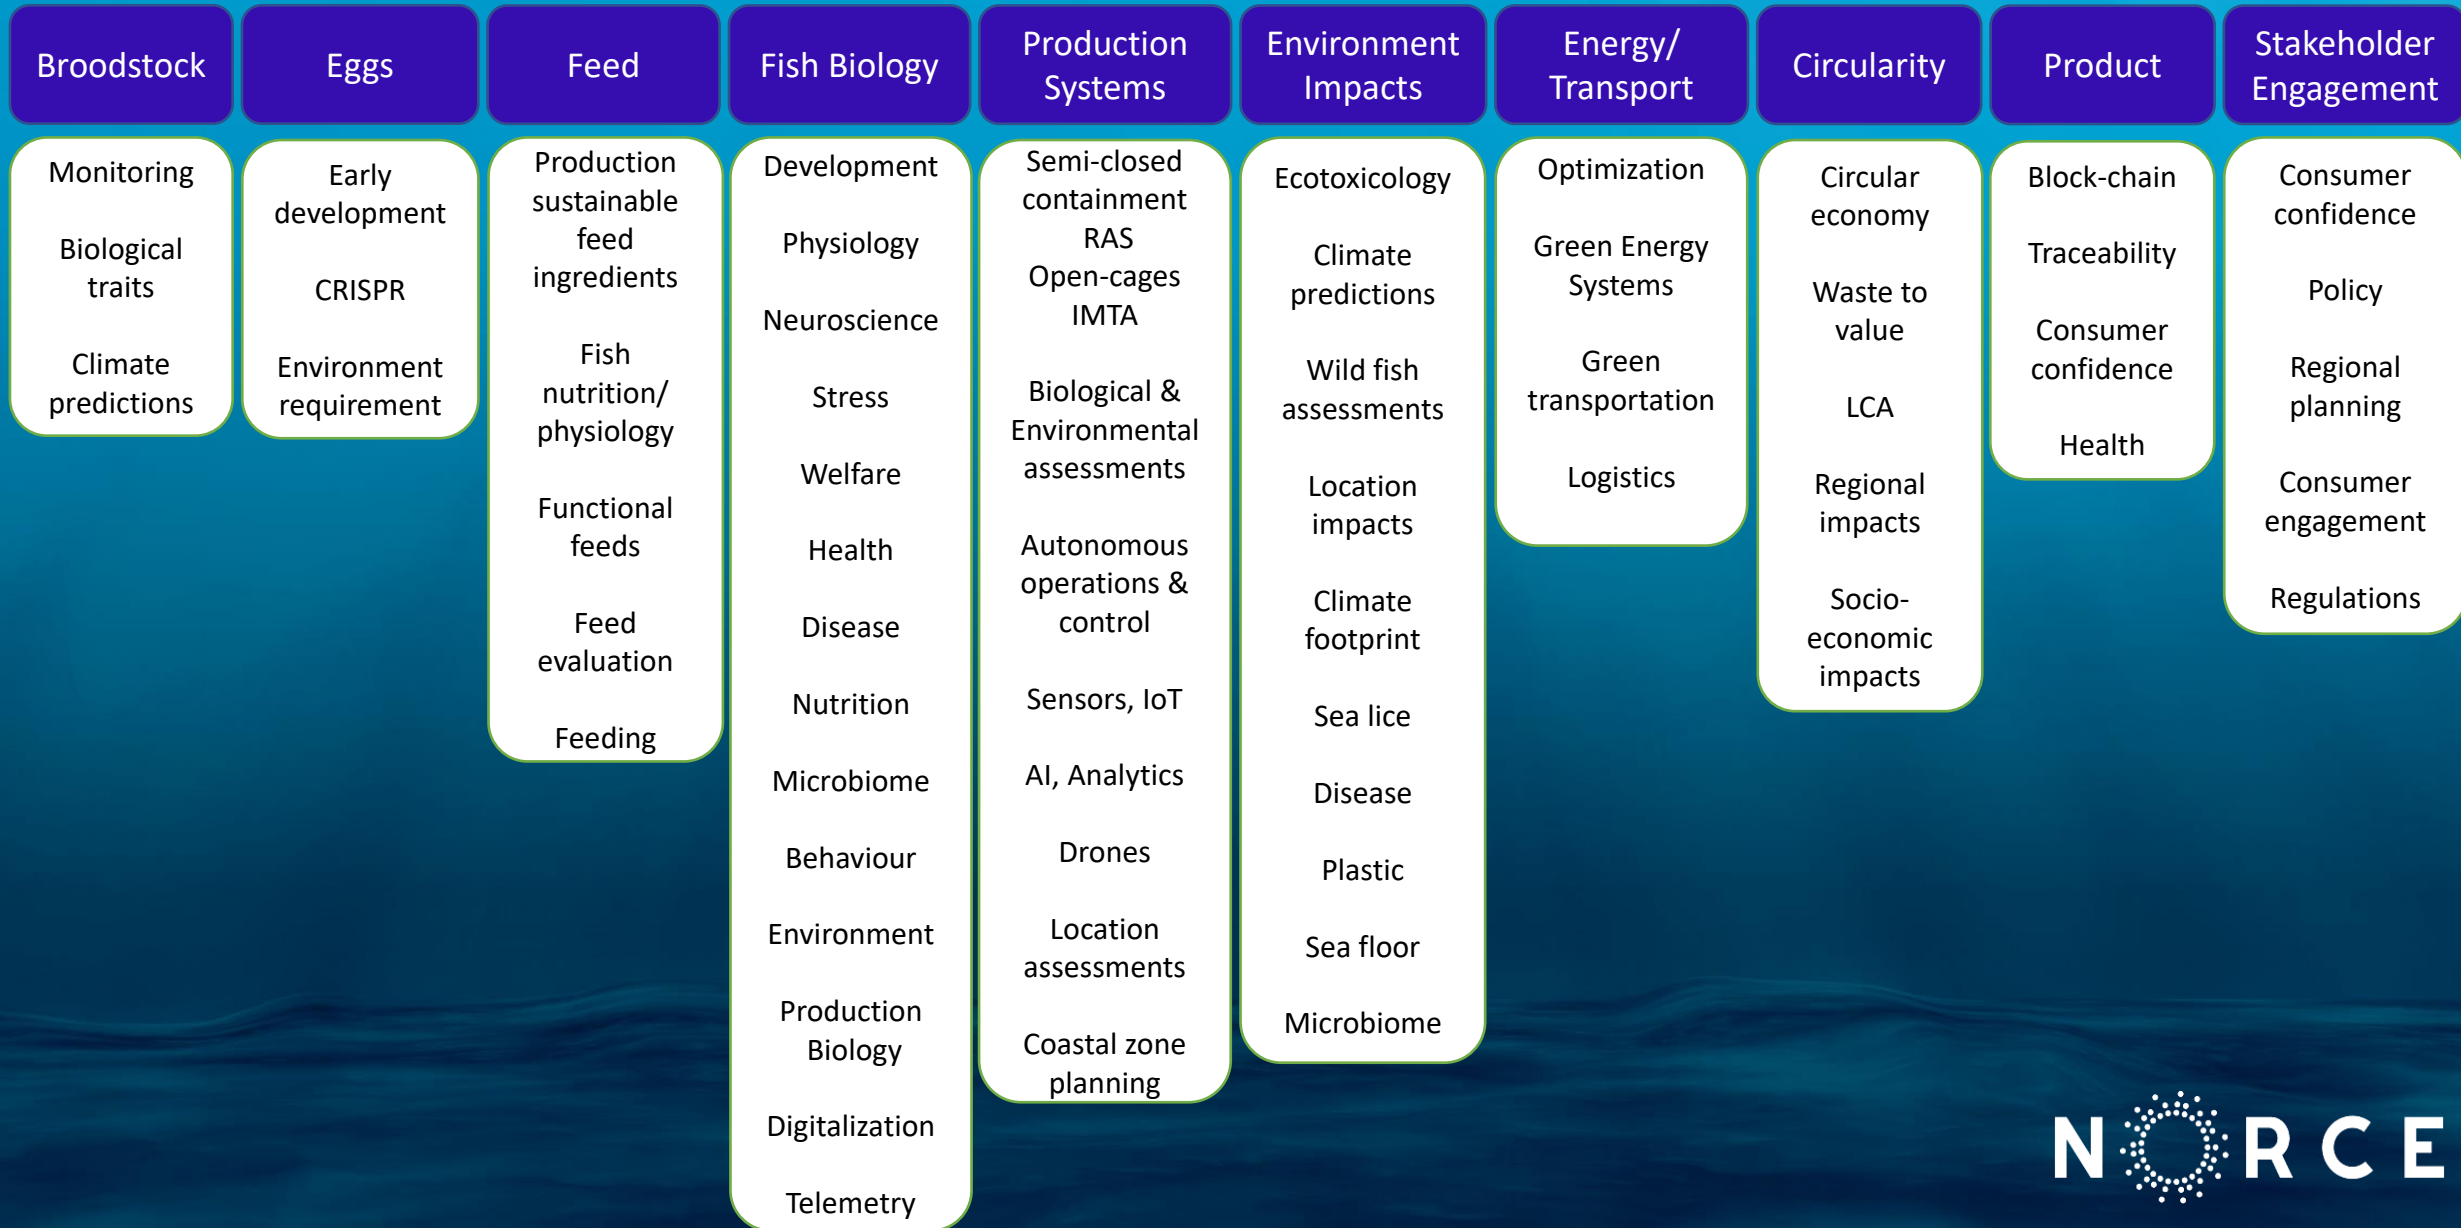 Broodstock
Monitoring
Biological
traits
Climate
predictions
Eggs
Early
development
CRISPR
Environment
requirement
Feed
Production
sustainable
feed
ingredients
Fish
nutrition/
physiology
Functional
feeds
Feed
evaluation
Feeding
Fish Biology
Development
Physiology
Neuroscience
Stress
Welfare
Health
Disease
Nutrition
Microbiome
Behaviour
Environment
Production
Biology
Digitalization
Telemetry
Production
Systems
Semi-closed
containment
RAS
Open-cages
IMTA
Biological &
Environmental
assessments
Autonomous
operations &
control
Sensors, IoT
AI, Analytics
Drones
Location
assessments
Coastal zone
planning
Environment
Impacts
Ecotoxicology
Climate
predictions
Wild fish
assessments
Location
impacts
Climate
footprint
Sea lice
Disease
Plastic
Sea floor
Microbiome
Energy/
Transport
Optimization
Green Energy
Systems
Green
transportation
Logistics
Circularity
Circular
economy
Waste to
value
LCA
Regional
impacts
Socio-
economic
impacts
Product
Block-chain
Traceability
Consumer
confidence
Health
Stakeholder
Engagement
Consumer
confidence
Policy
Regional
planning
Consumer
engagement
Regulations
NORCE